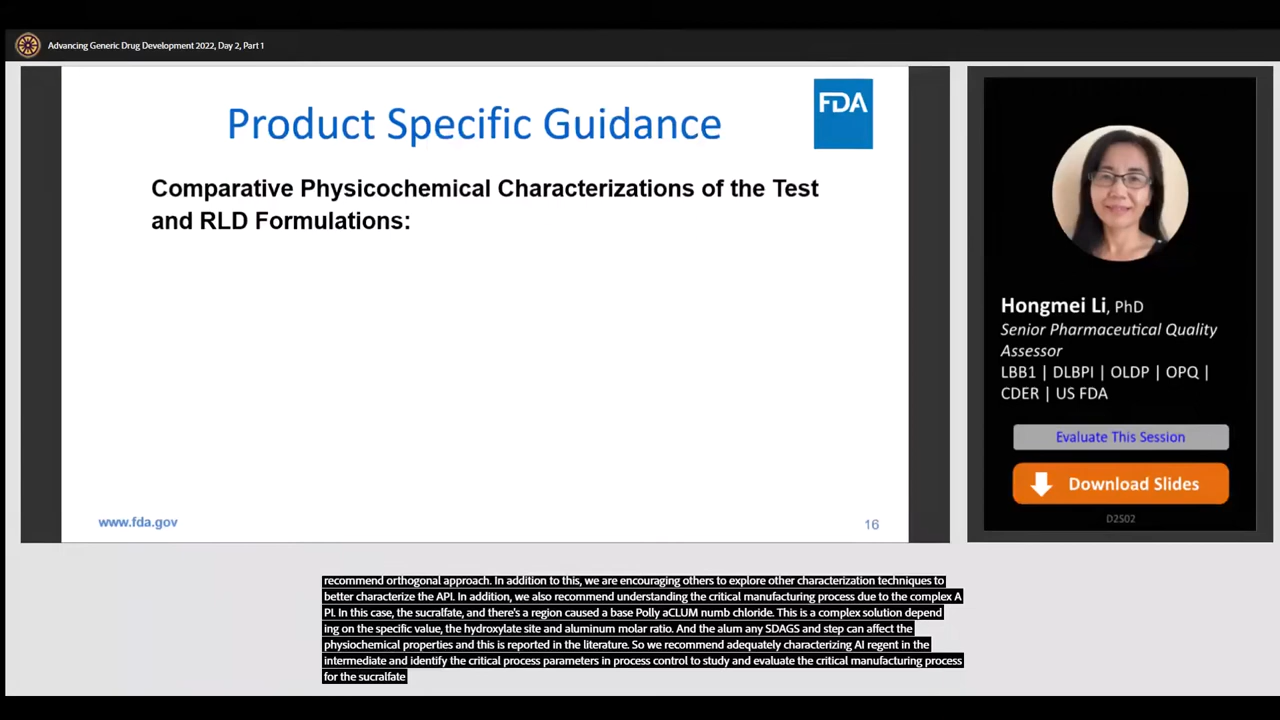 Advancing Generic Drug Development 2022, Day 2, Part 1
Product Specific Guidance
FDA
Comparative Physicochemical Characterizations of the Test
and RLD Formulations:
www.fda.gov
16
Hongmei Li, PhD
Senior Pharmaceutical Quality
Assessor
LBB1 | DLBPI | OLDP | OPQ |
CDER | US FDA
Evaluate This Session
Download Slides
D2S02
recommend orthogonal approach. In addition to this, we are encouraging others to explore other characterization techniques to
better characterize the API. In addition, we also recommend understanding the critical manufacturing process due to the complex A
PI. In this case, the sucralfate, and there's a region caused a base Polly aCLUM numb chloride. This is a complex solution depend
ing on the specific value, the hydroxylate site and aluminum molar ratio. And the alum any SDAGS and step can affect the
physiochemical properties and this is reported in the literature. So we recommend adequately characterizing AI regent in the
intermediate and identify the critical process parameters in process control to study and evaluate the critical manufacturing process
for the sucralfate